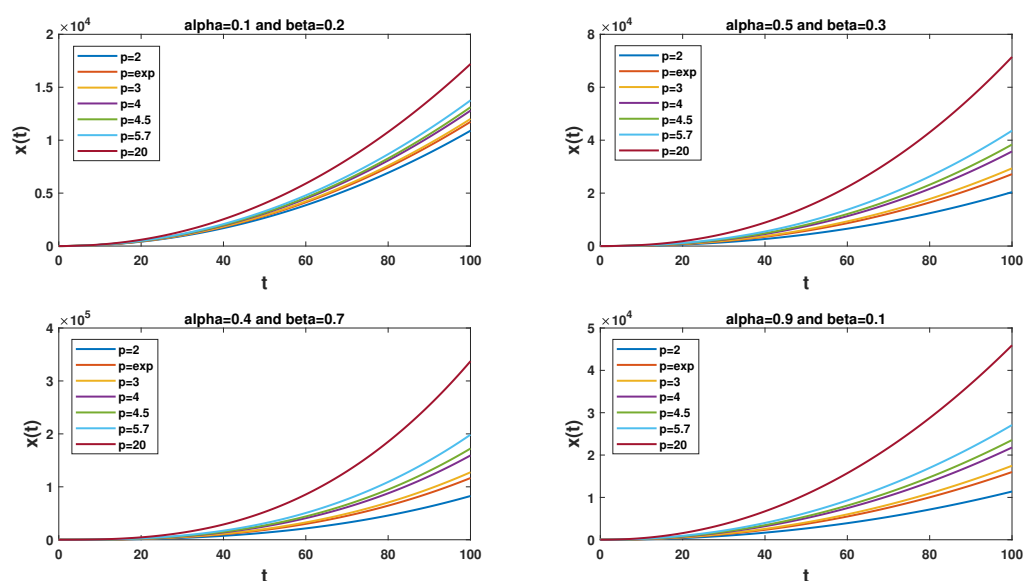 alpha=0.1 and beta=0.2
×10^4
2
1.5
1
0.5
0
x(t)
p=2
p=exp
p=3
p=4
p=4.5
p=5.7
p=20
0 20 40 60 80 100
t
alpha=0.5 and beta=0.3
×10^4
8
6
4
2
0
x(t)
p=2
p=exp
p=3
p=4
p=4.5
p=5.7
p=20
0 20 40 60 80 100
t
alpha=0.4 and beta=0.7
×10^5
4
3
2
1
0
x(t)
p=2
p=exp
p=3
p=4
p=4.5
p=5.7
p=20
0 20 40 60 80 100
t
alpha=0.9 and beta=0.1
×10^4
5
4
3
2
1
0
x(t)
p=2
p=exp
p=3
p=4
p=4.5
p=5.7
p=20
0 20 40 60 80 100
t